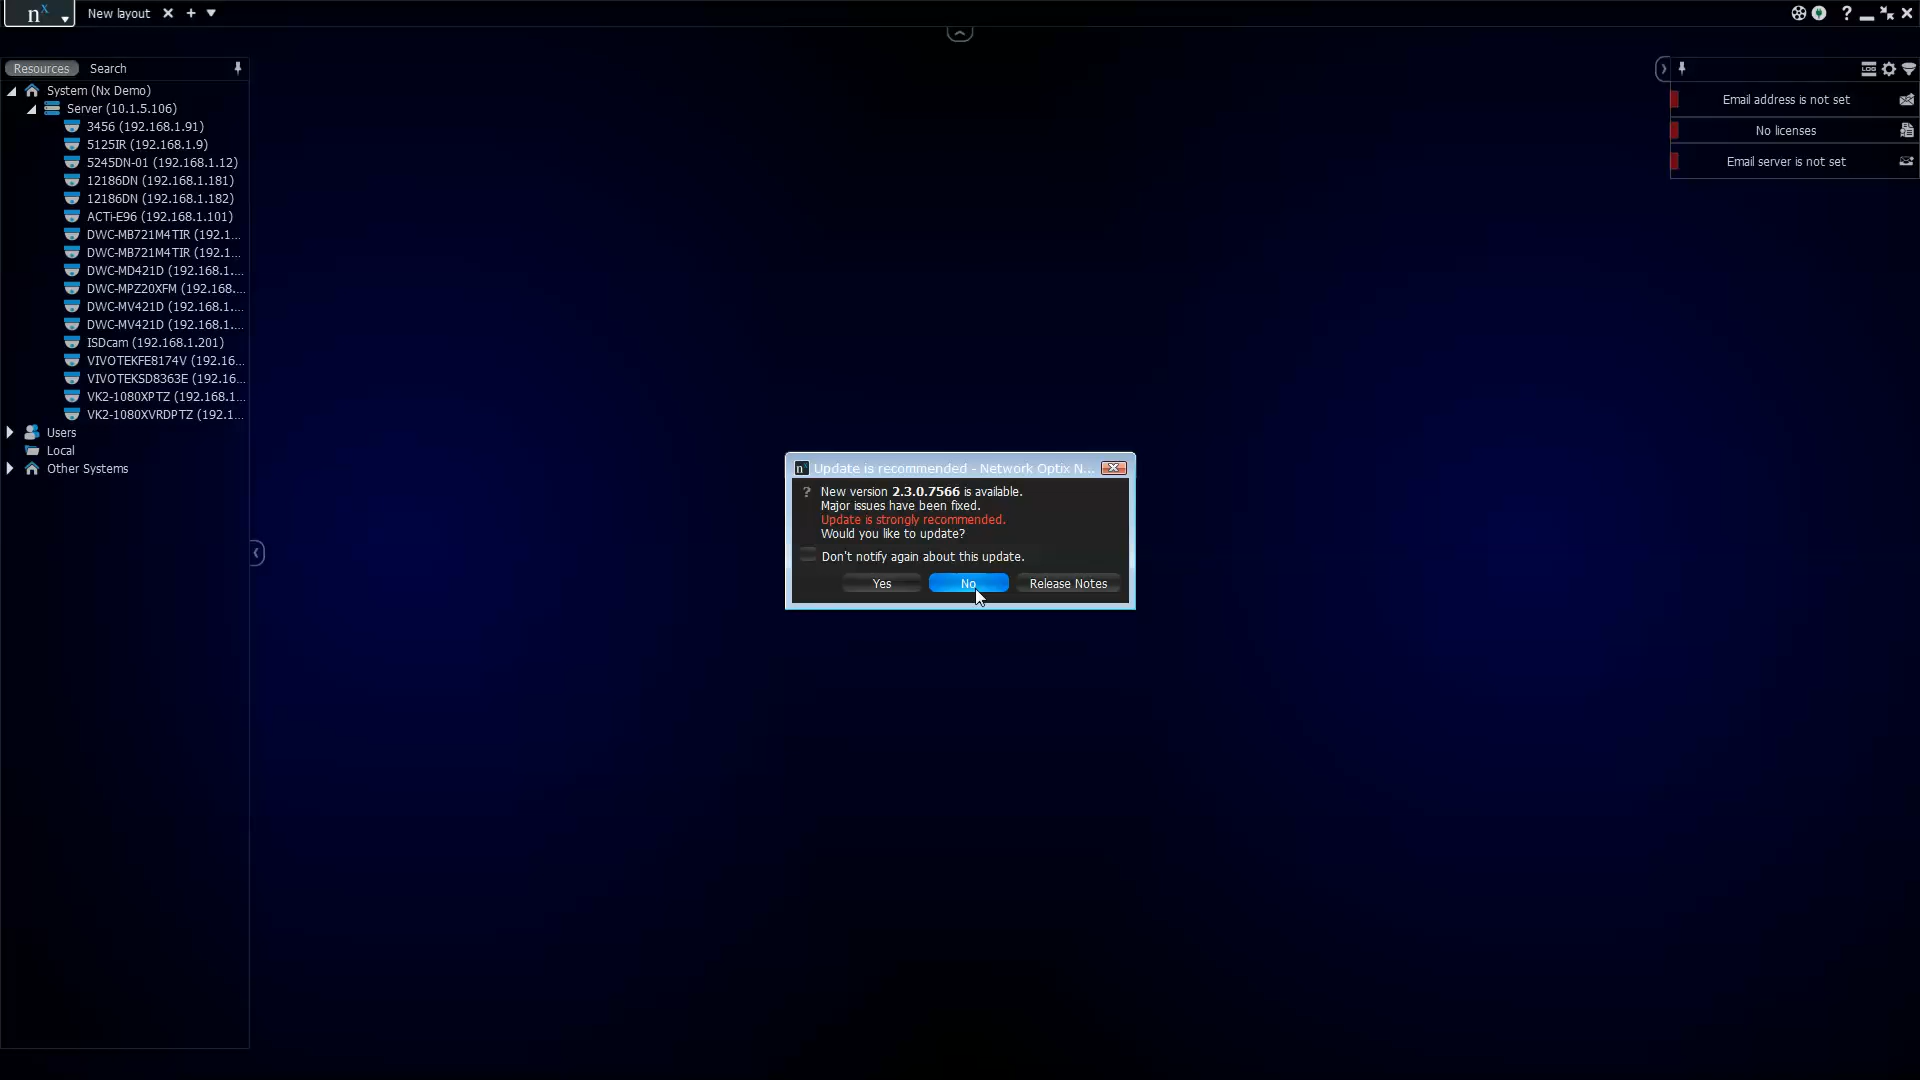 nx
New layout
Resources
Search
System (Nx Demo)
Server (10.1.5.106)
3456 (192.168.1.91)
5125IR (192.168.1.9)
5245DN-01 (192.168.1.12)
12186DN (192.168.1.181)
12186DN (192.168.1.182)
ACTi-E96 (192.168.1.101)
DWC-MB721M4TIR (192.1...
DWC-MB721M4TIR (192.1...
DWC-MD421D (192.168.1....
DWC-MPZ20XFM (192.168....
DWC-MV421D (192.168.1....
DWC-MV421D (192.168.1....
ISDcam (192.168.1.201)
VIVOTEKFE8174V (192.16...
VIVOTEKSD8363E (192.16...
VK2-1080XPTZ (192.168.1...
VK2-1080XVRDPTZ (192.1...
Users
Local
Other Systems
Update is recommended - Network Optix N...
New version 2.3.0.7566 is available.
Major issues have been fixed.
Update is strongly recommended.
Would you like to update?
Don't notify again about this update.
Yes
No
Release Notes
LOG
Email address is not set
No licenses
Email server is not set